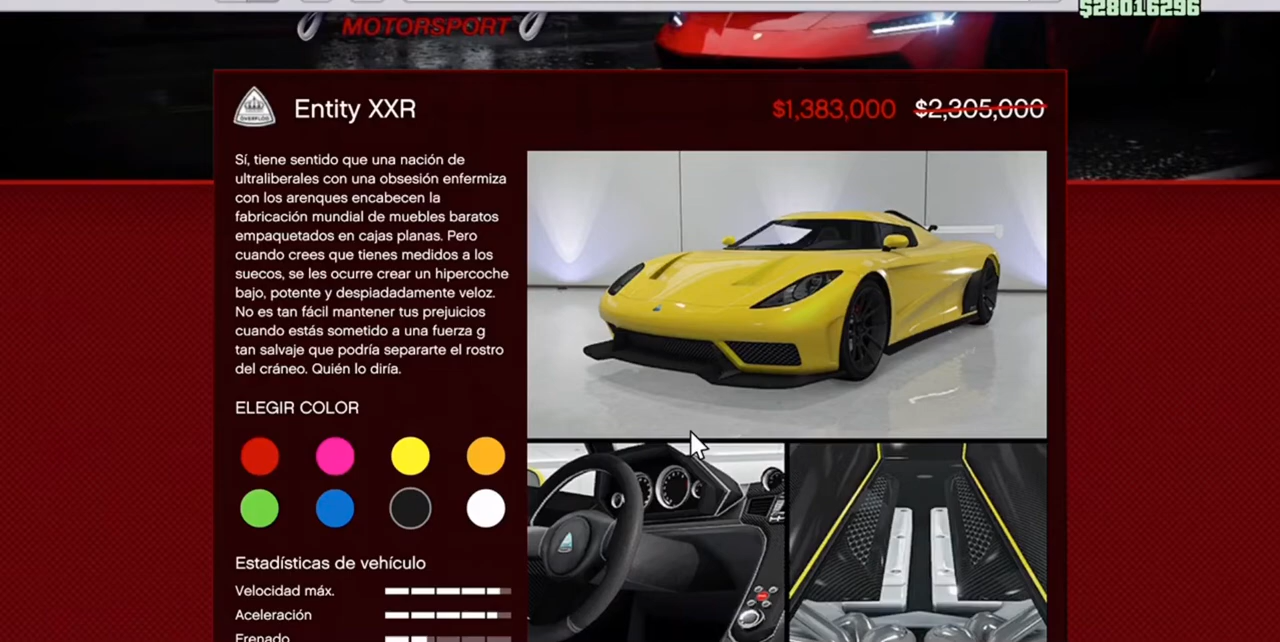 $28016296
MOTORSPORT
Entity XXR
$1,383,000 $2,305,000
OVERFLOD
Sí, tiene sentido que una nación de
ultraliberales con una obsesión enfermiza
con los arenques encabecen la
fabricación mundial de muebles baratos
empaquetados en cajas planas. Pero
cuando crees que tienes medidos a los
suecos, se les ocurre crear un hipercoche
bajo, potente y despiadadamente veloz.
No es tan fácil mantener tus prejuicios
cuando estás sometido a una fuerza g
tan salvaje que podría separarte el rostro
del cráneo. Quién lo diría.
ELEGIR COLOR
Estadísticas de vehículo
Velocidad máx.
Aceleración
Frenado